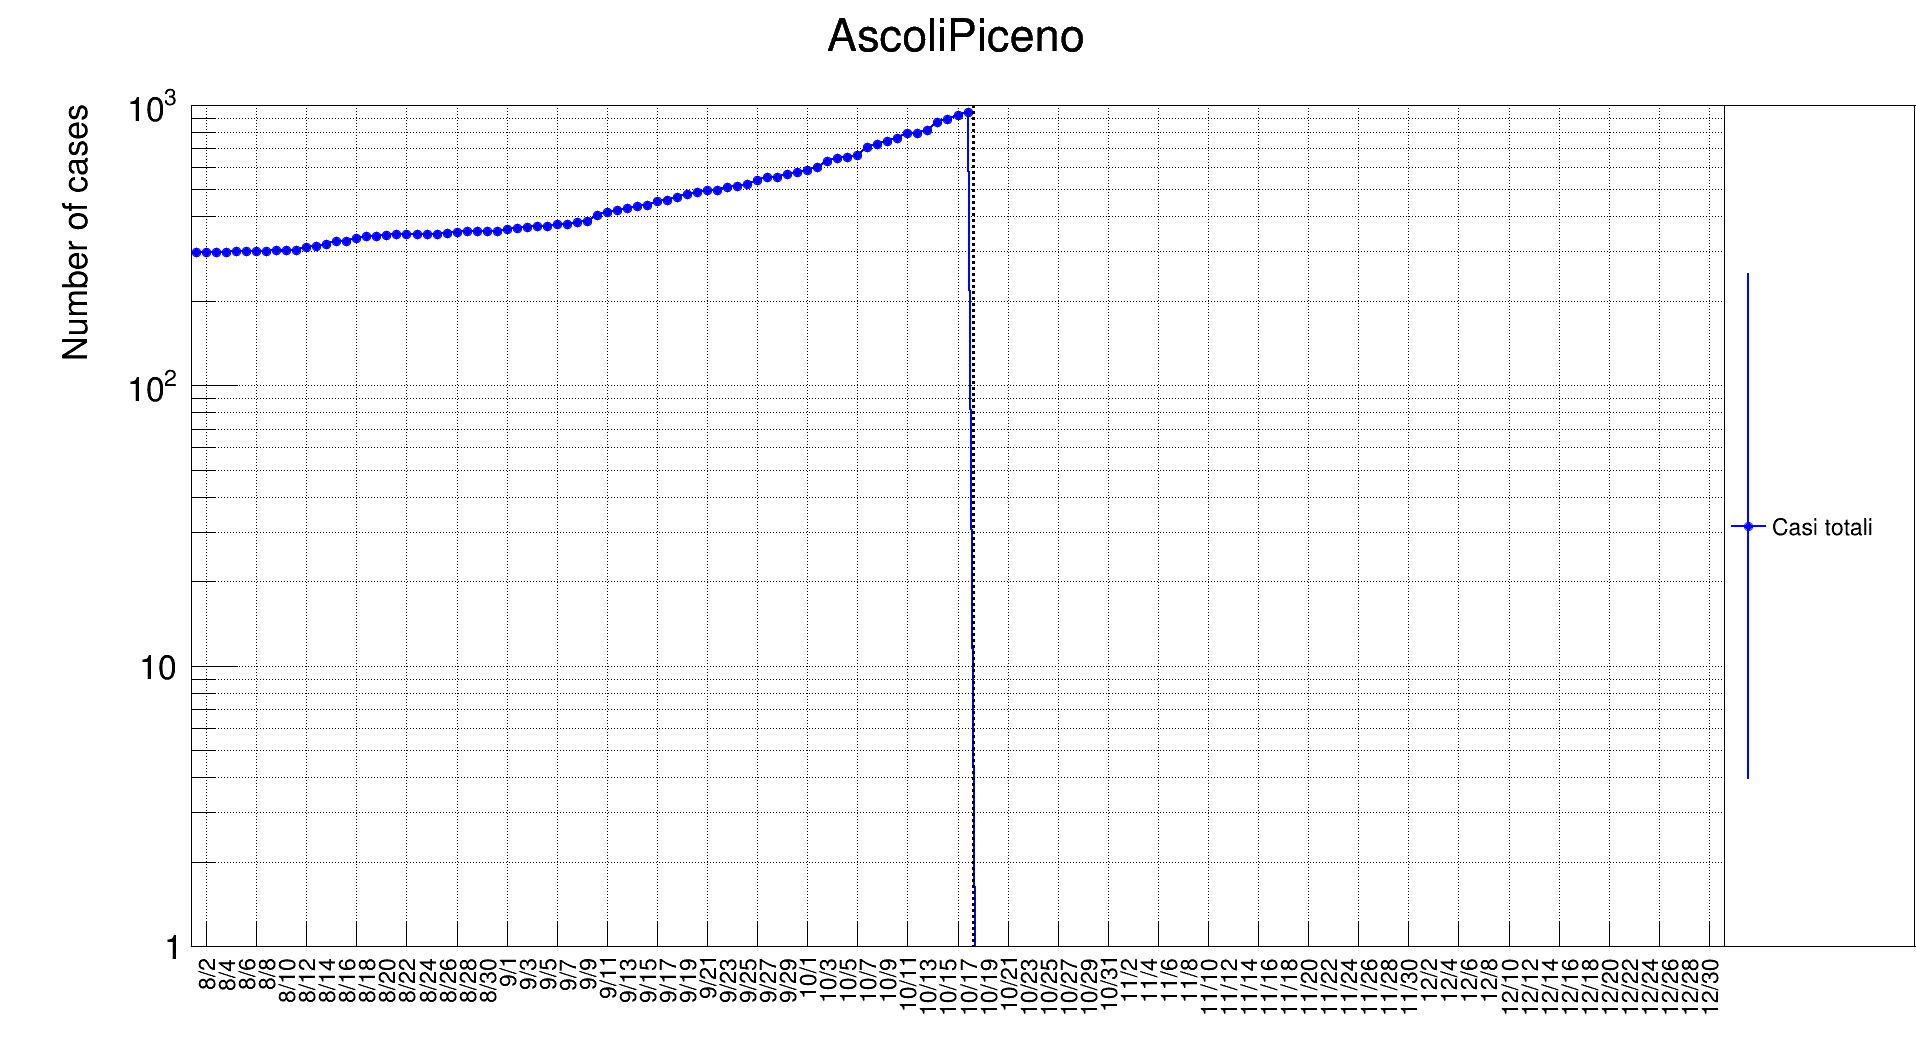 AscoliPiceno
Number of cases
10³
10²
10
1
8/2 8/4 8/6 8/8 8/10 8/12 8/14 8/16 8/18 8/20 8/22 8/24 8/26 8/28 8/30 9/1 9/3 9/5 9/7 9/9 9/11 9/13 9/15 9/17 9/19 9/21 9/23 9/25 9/27 9/29 10/1 10/3 10/5 10/7 10/9 10/11 10/13 10/15 10/17 10/19 10/21 10/23 10/25 10/27 10/29 10/31 11/2 11/4 11/6 11/8 11/10 11/12 11/14 11/16 11/18 11/20 11/22 11/24 11/26 11/28 11/30 12/2 12/4 12/6 12/8 12/10 12/12 12/14 12/16 12/18 12/20 12/22 12/24 12/26 12/28 12/30
Casi totali